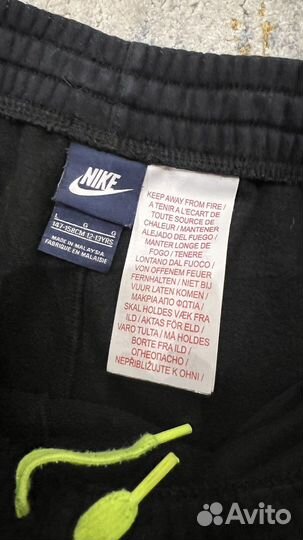 NIKE
L G G
147-158CM 12-13YRS
MADE IN MALAYSIA
FABRIQUE EN MALAISIE
KEEP AWAY FROM FIRE /
A TENIR A L'ECART DE
TOUTE SOURCE DE
CHALEUR / MANTENER
ALEJADO DEL FUEGO /
MANTER LONGE DE
FOGO / TENERE
LONTANO DAL FUOCO /
VON OFFENEM FEUER
FERNHALTEN / NIET BIJ
VUUR HOUDEN /
ΜΑΚΡΙΑ ΑΠΟ ΦΩΤΙΑ /
SKAL HOLDES VÆK FRA
ILD / AKTAS FÖR ELD /
VARO TULTA / MÅ HOLDES
BORTE FRA ILD /
ОГНЕОПАСНО /
NEPŘIBLIŽUJTE K OHNI /
Avito